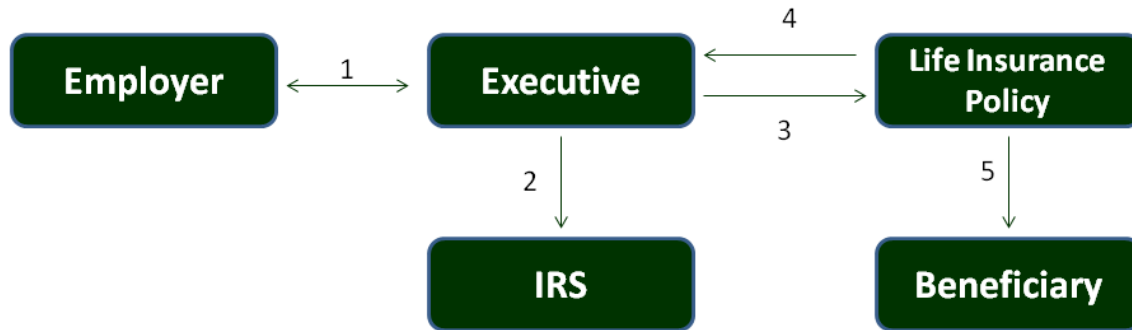 4
Employer
1
Executive
Life Insurance
Policy
3
2
5
IRS
Beneficiary